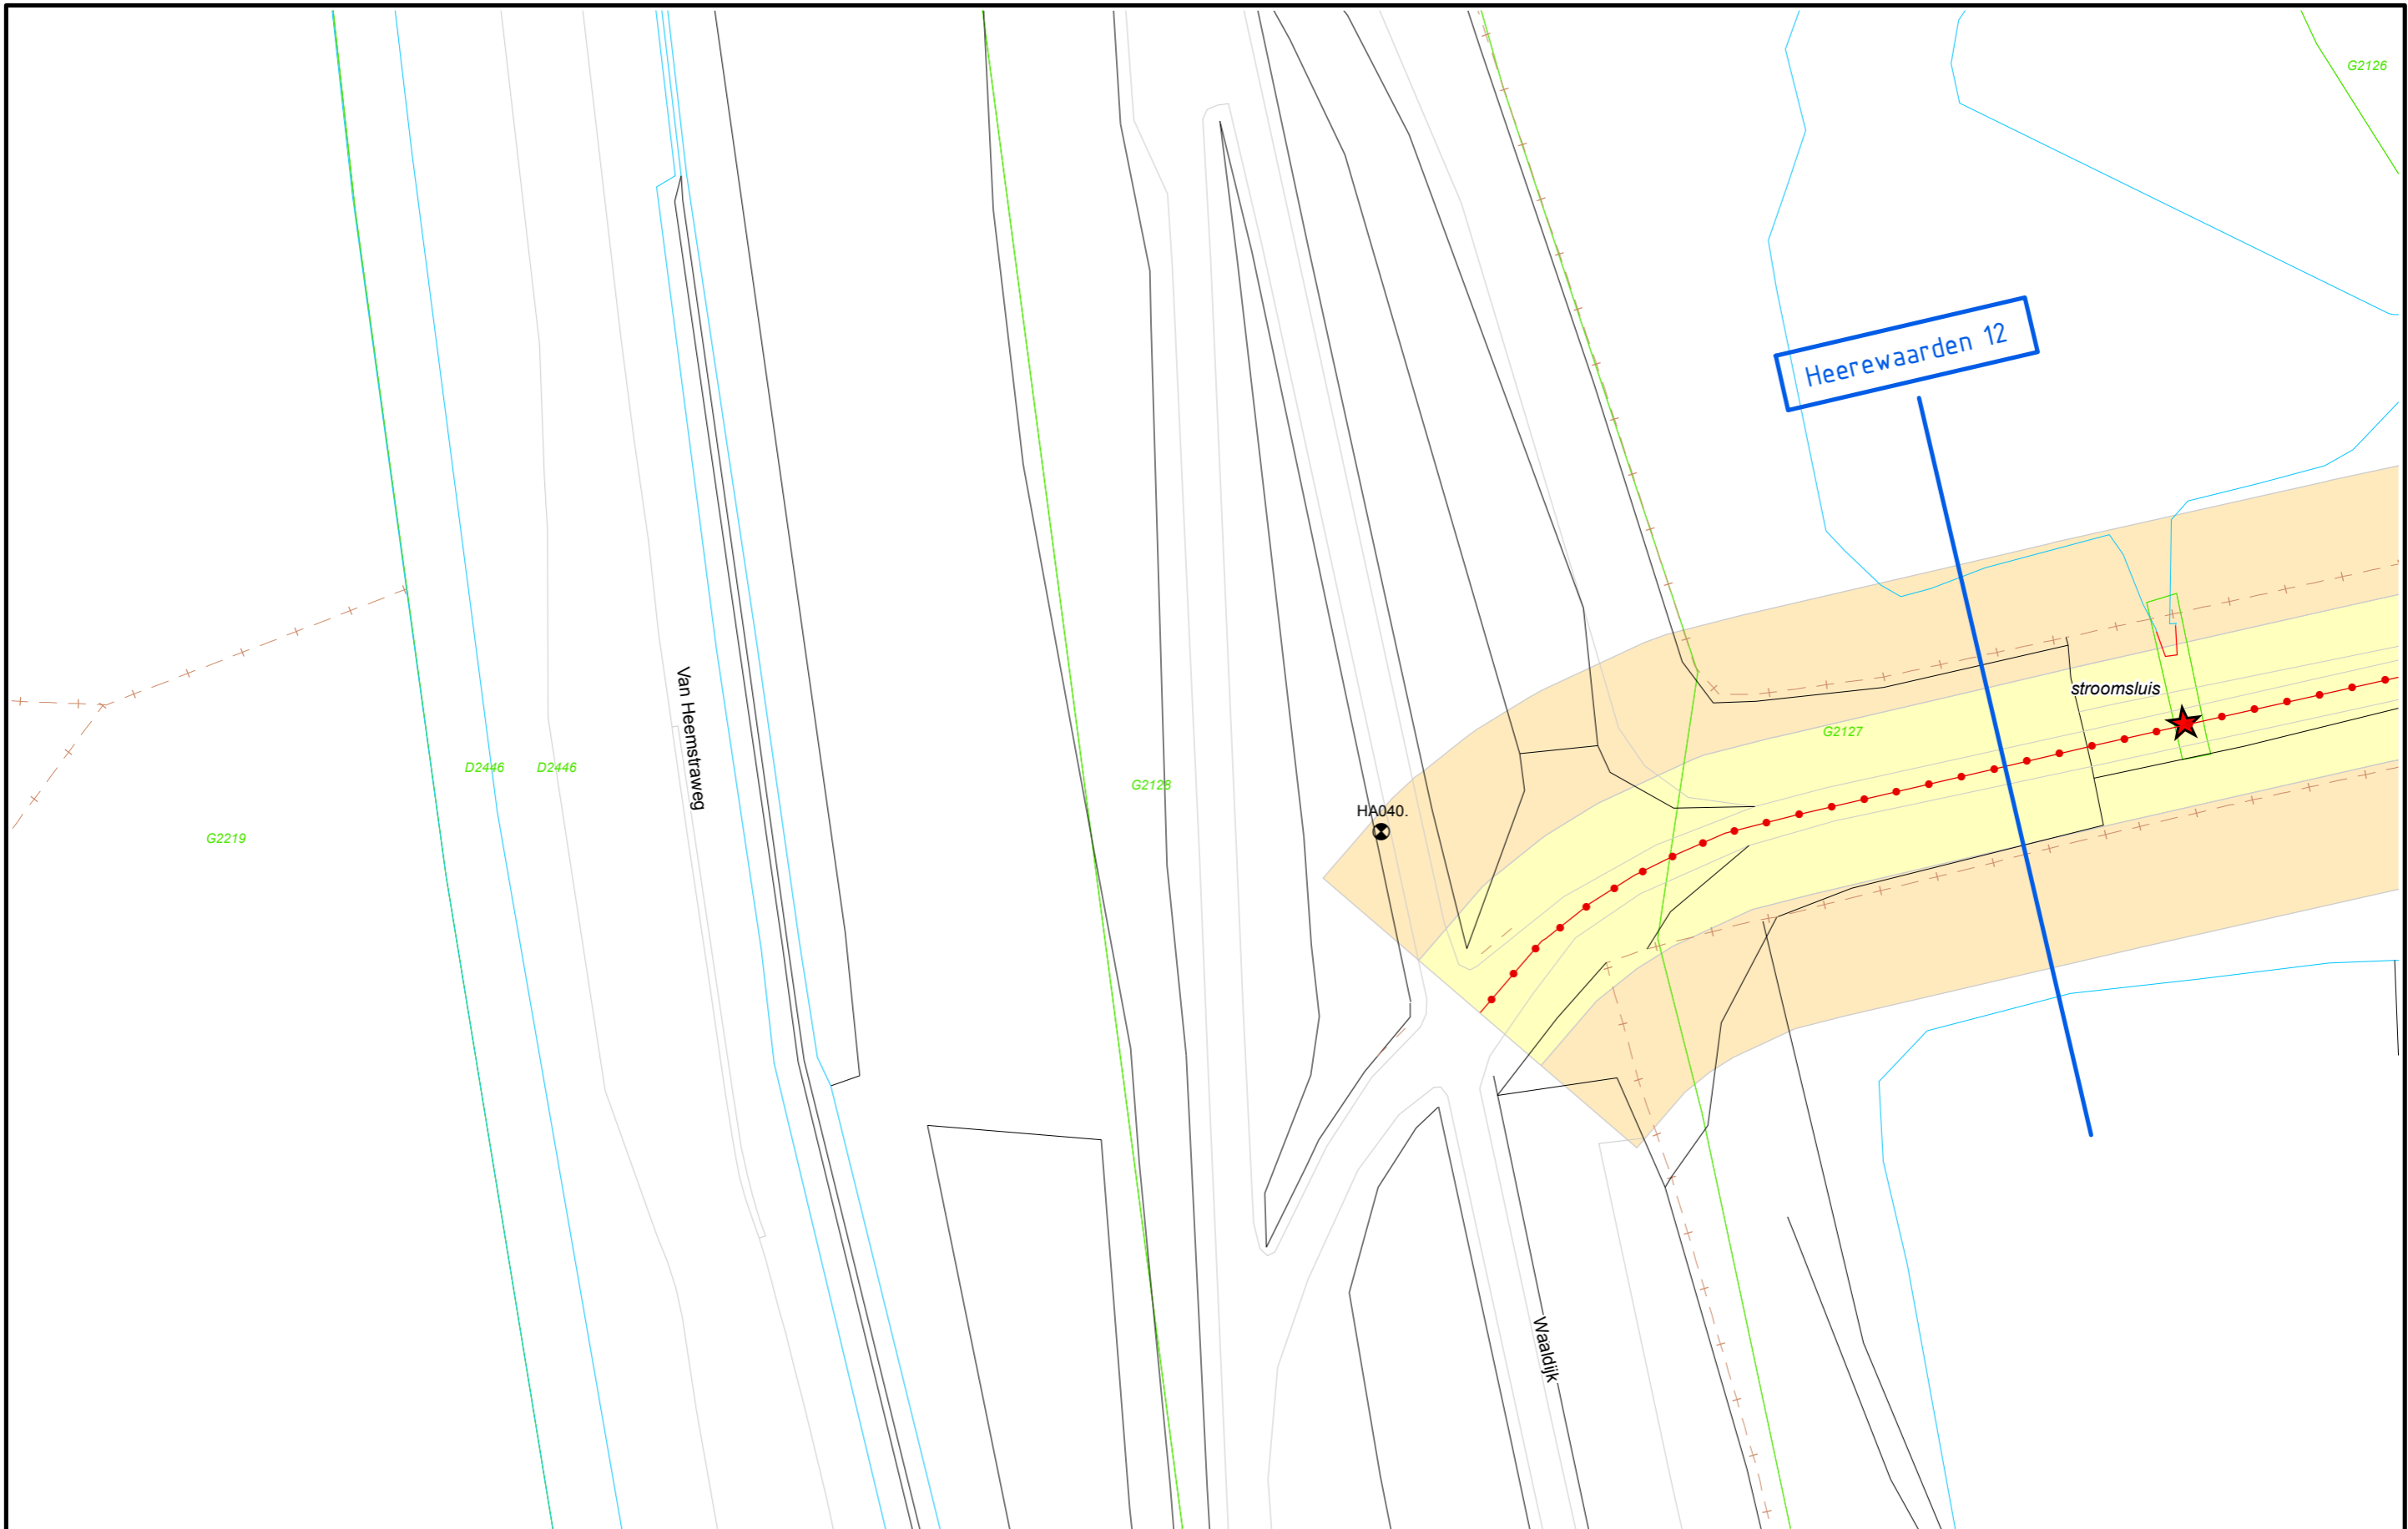 G2126
Heerewaarden 12
Van Heemstraweg
stroomsluis
G2127
D2446
D2446
G2128
HA040.
G2219
Waaldijk